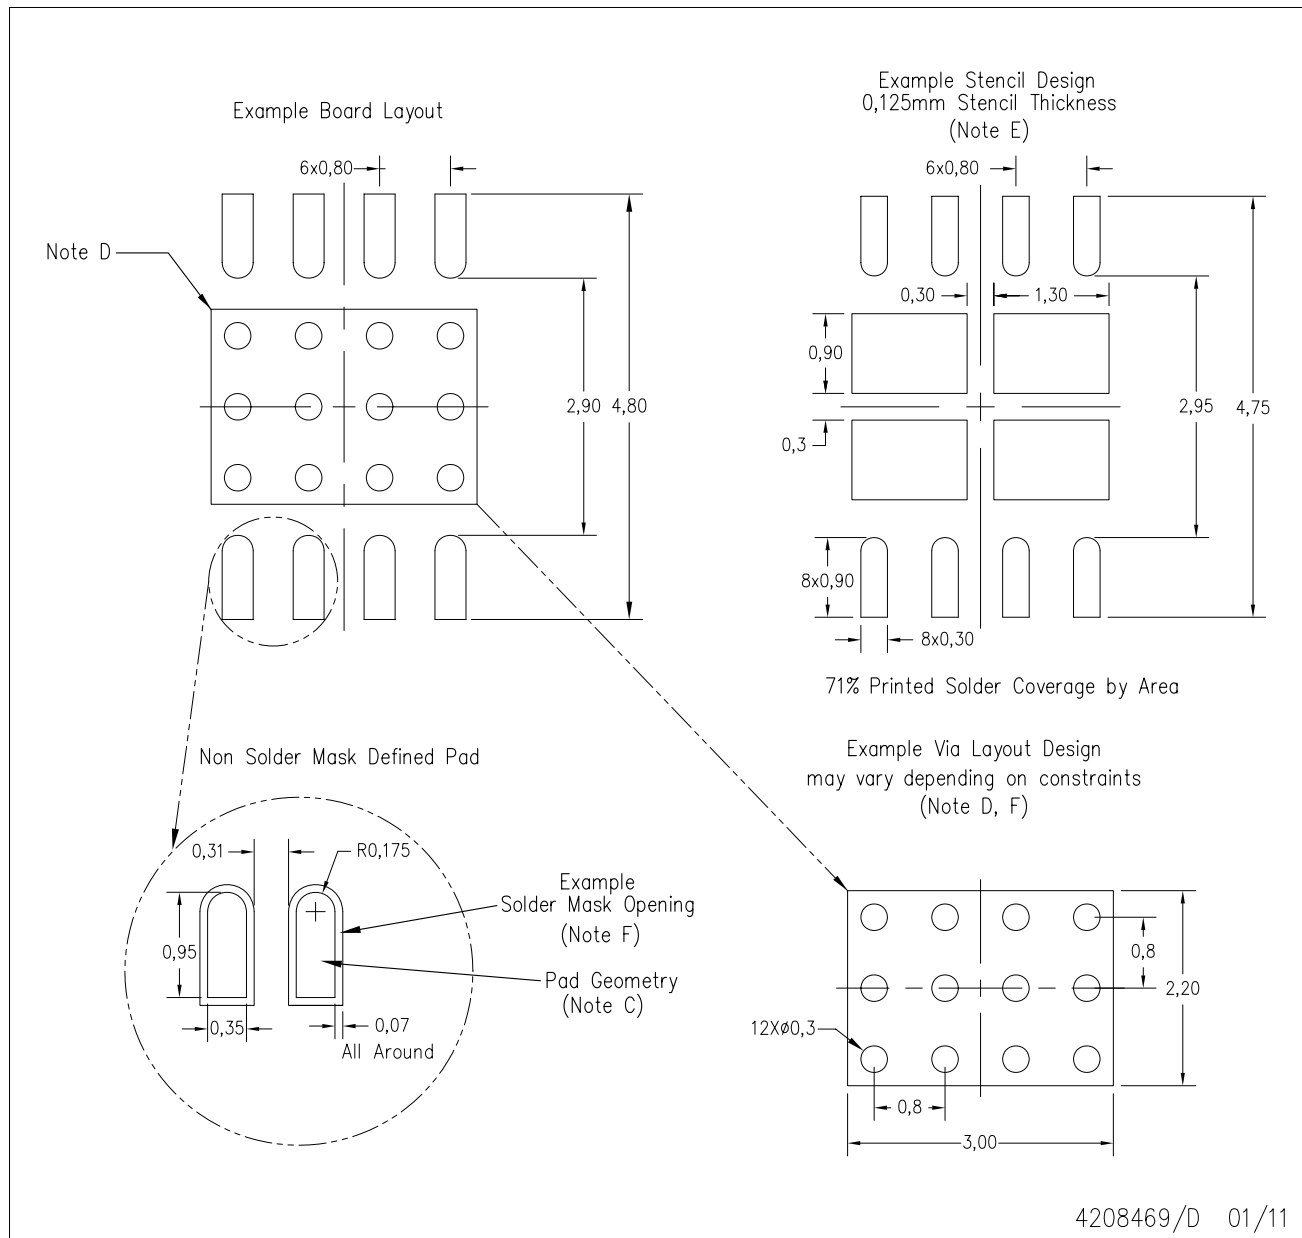 Example Board Layout
6x0,80
Note D
2,90
4,80
Example Stencil Design
0,125mm Stencil Thickness
(Note E)
6x0,80
0,30
1,30
0,90
0,3
2,95
4,75
8x0,90
8x0,30
71% Printed Solder Coverage by Area
Non Solder Mask Defined Pad
0,31
R0,175
Example
Solder Mask Opening
(Note F)
0,95
Pad Geometry
(Note C)
0,35
0,07
All Around
Example Via Layout Design
may vary depending on constraints
(Note D, F)
0,8
2,20
12Xø0,3
0,8
3,00
4208469/D 01/11